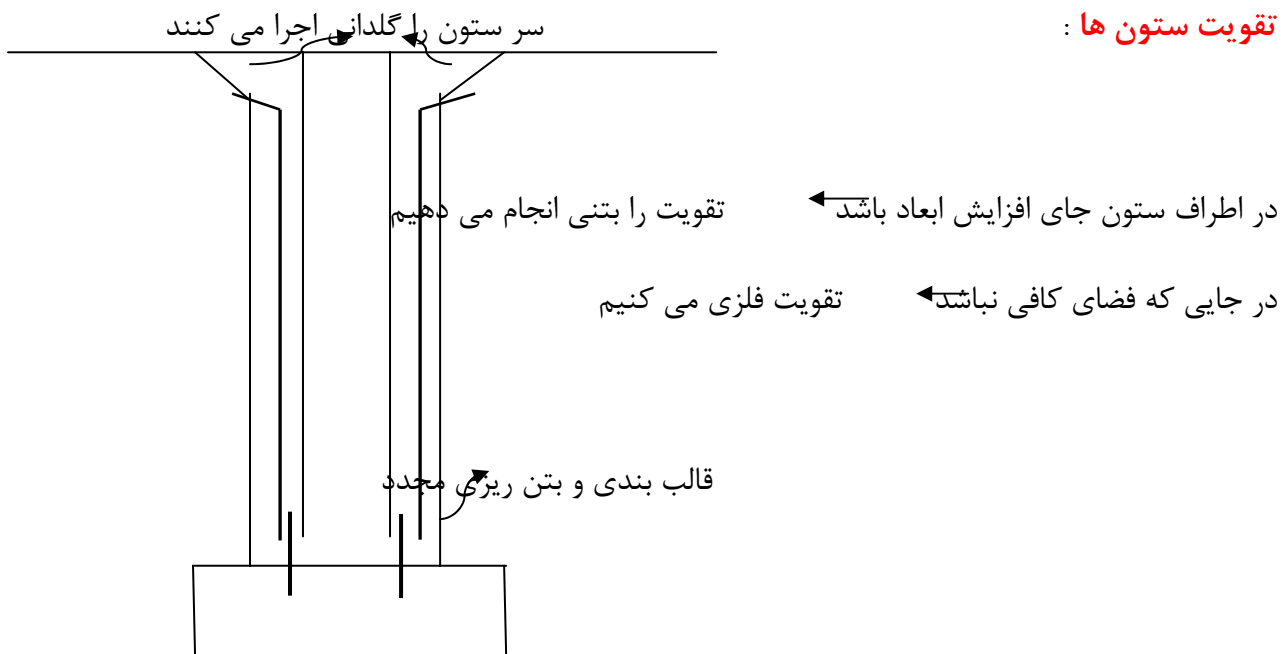 تقویت ستون ها :
سر ستون را گلدانی اجرا می کنند
در اطراف ستون جای افزایش ابعاد باشد تقویت را بتنی انجام می دهیم
در جایی که فضای کافی نباشد تقویت فلزی می کنیم
قالب بندی و بتن ریزی مجدد